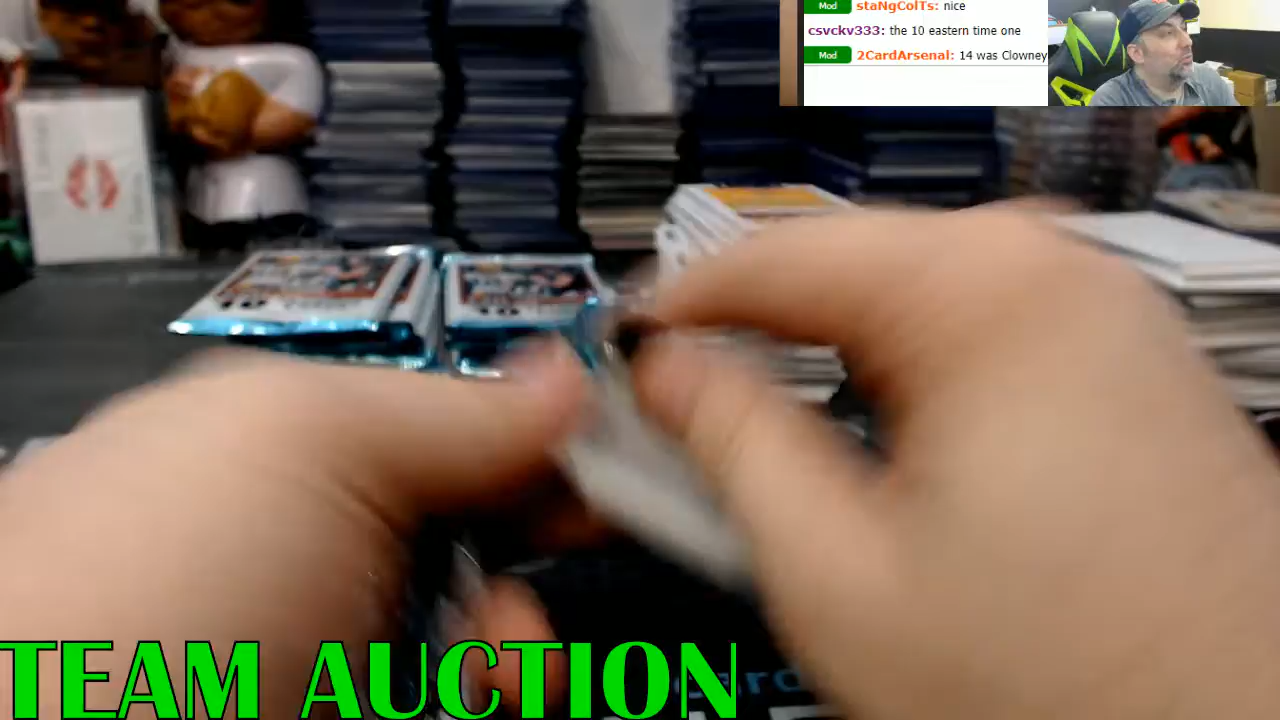 Mod staNgColTs: nice
csvckv333: the 10 eastern time one
Mod 2CardArsenal: 14 was Clowney
TEAM AUCTION